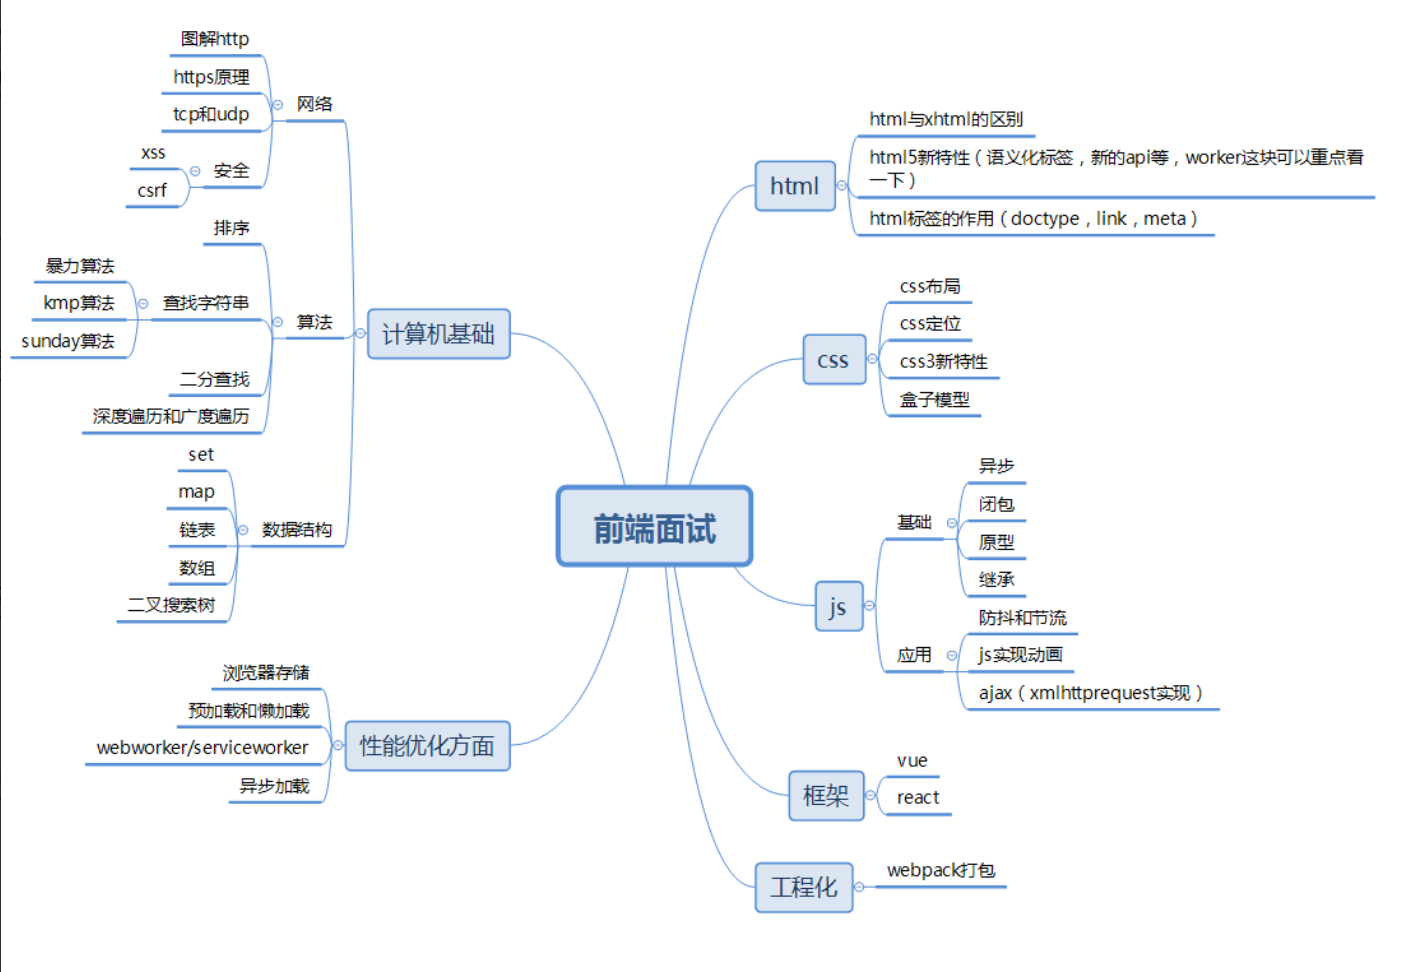 前端面试
html
html与xhtml的区别
html5新特性（语义化标签，新的api等，worker这块可以重点看
一下）
html标签的作用（doctype，link，meta）
css
css布局
css定位
css3新特性
盒子模型
js
基础
异步
闭包
原型
继承
应用
防抖和节流
js实现动画
ajax（xmlhttprequest实现）
框架
vue
react
工程化
webpack打包
计算机基础
网络
图解http
https原理
tcp和udp
安全
xss
csrf
算法
排序
查找字符串
暴力算法
kmp算法
sunday算法
二分查找
深度遍历和广度遍历
数据结构
set
map
链表
数组
二叉搜索树
性能优化方面
浏览器存储
预加载和懒加载
webworker/serviceworker
异步加载